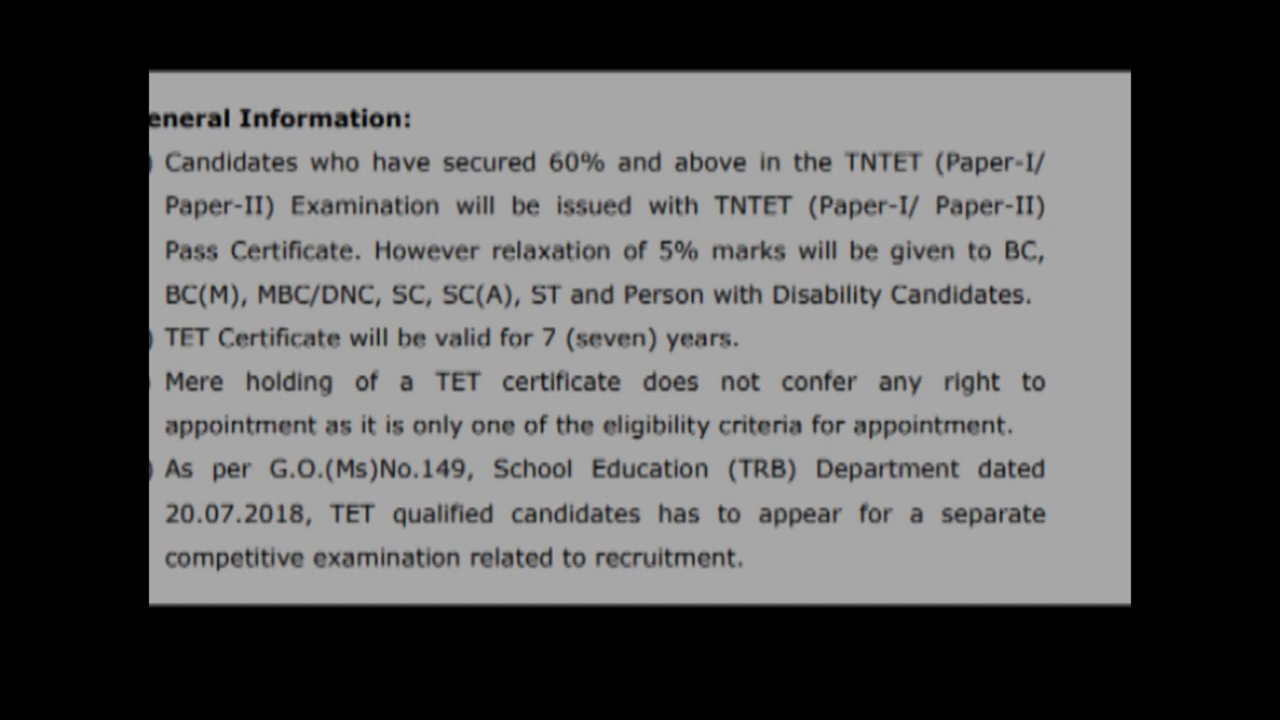 eneral Information:
) Candidates who have secured 60% and above in the TNTET (Paper-I/
Paper-II) Examination will be issued with TNTET (Paper-I/ Paper-II)
Pass Certificate. However relaxation of 5% marks will be given to BC,
BC(M), MBC/DNC, SC, SC(A), ST and Person with Disability Candidates.
) TET Certificate will be valid for 7 (seven) years.
) Mere holding of a TET certificate does not confer any right to
appointment as it is only one of the eligibility criteria for appointment.
) As per G.O.(Ms)No.149, School Education (TRB) Department dated
20.07.2018, TET qualified candidates has to appear for a separate
competitive examination related to recruitment.